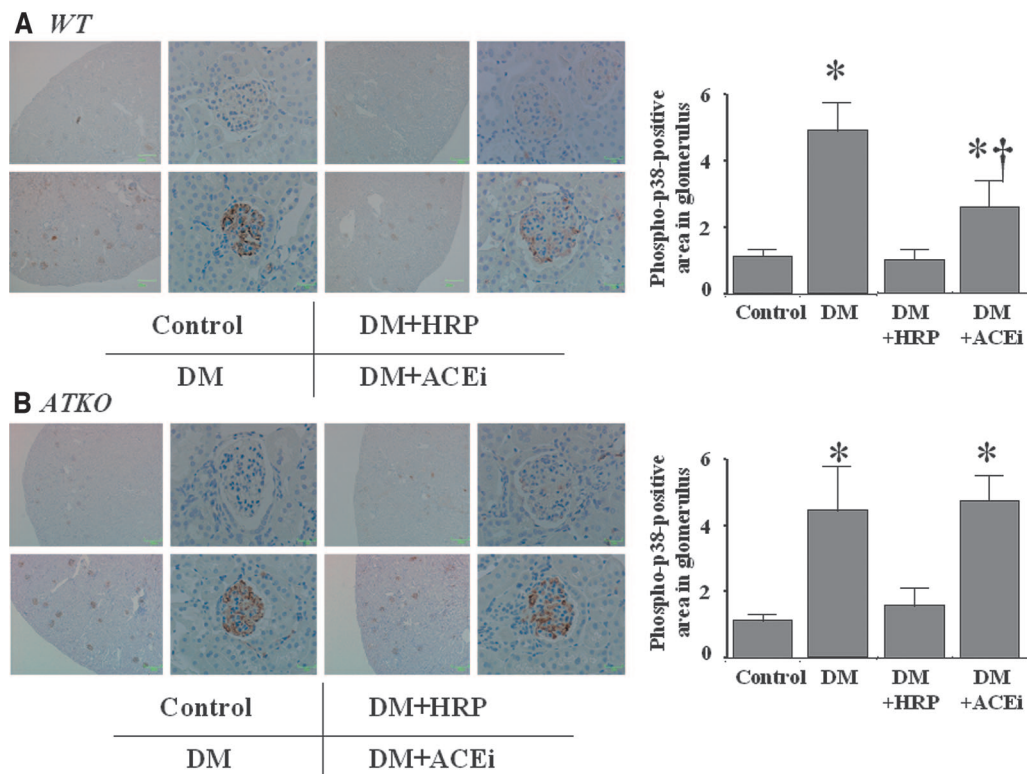 A WT
Control DM+HRP
DM DM+ACEi
Phospho-p38-positive
area in glomerulus
6
4
2
0
*
*†
Control DM DM DM
+HRP +ACEi
B ATKO
Control DM+HRP
DM DM+ACEi
Phospho-p38-positive
area in glomerulus
6
4
2
0
*
*
Control DM DM DM
+HRP +ACEi